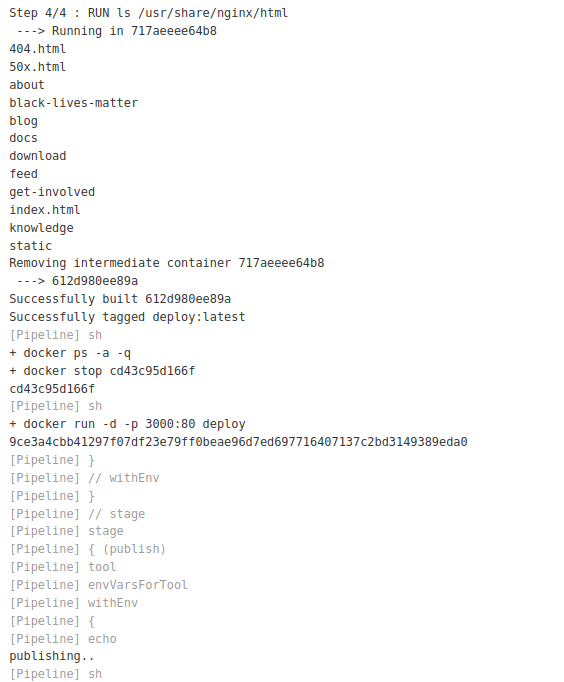 Step 4/4 : RUN ls /usr/share/nginx/html
 ---> Running in 717aeeee64b8
404.html
50x.html
about
black-lives-matter
blog
docs
download
feed
get-involved
index.html
knowledge
static
Removing intermediate container 717aeeee64b8
 ---> 612d980ee89a
Successfully built 612d980ee89a
Successfully tagged deploy:latest
[Pipeline] sh
+ docker ps -a -q
+ docker stop cd43c95d166f
cd43c95d166f
[Pipeline] sh
+ docker run -d -p 3000:80 deploy
9ce3a4cbb41297f07df23e79ff0beae96d7ed697716407137c2bd3149389eda0
[Pipeline] }
[Pipeline] // withEnv
[Pipeline] }
[Pipeline] // stage
[Pipeline] stage
[Pipeline] { (publish)
[Pipeline] tool
[Pipeline] envVarsForTool
[Pipeline] withEnv
[Pipeline] {
[Pipeline] echo
publishing..
[Pipeline] sh